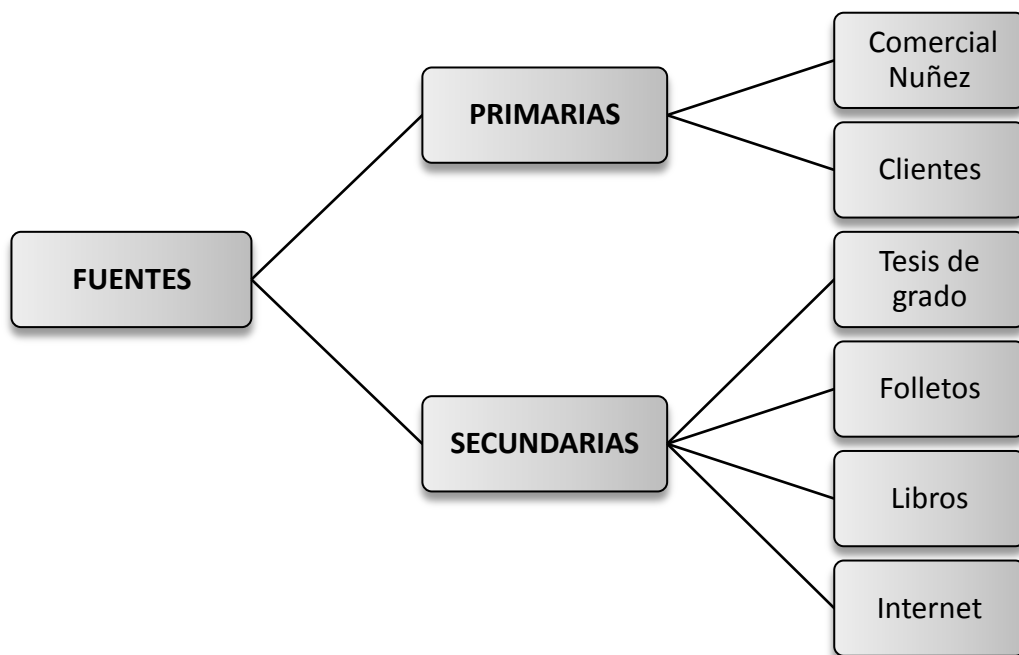 FUENTES
PRIMARIAS
Comercial
Nuñez
Clientes
SECUNDARIAS
Tesis de
grado
Folletos
Libros
Internet